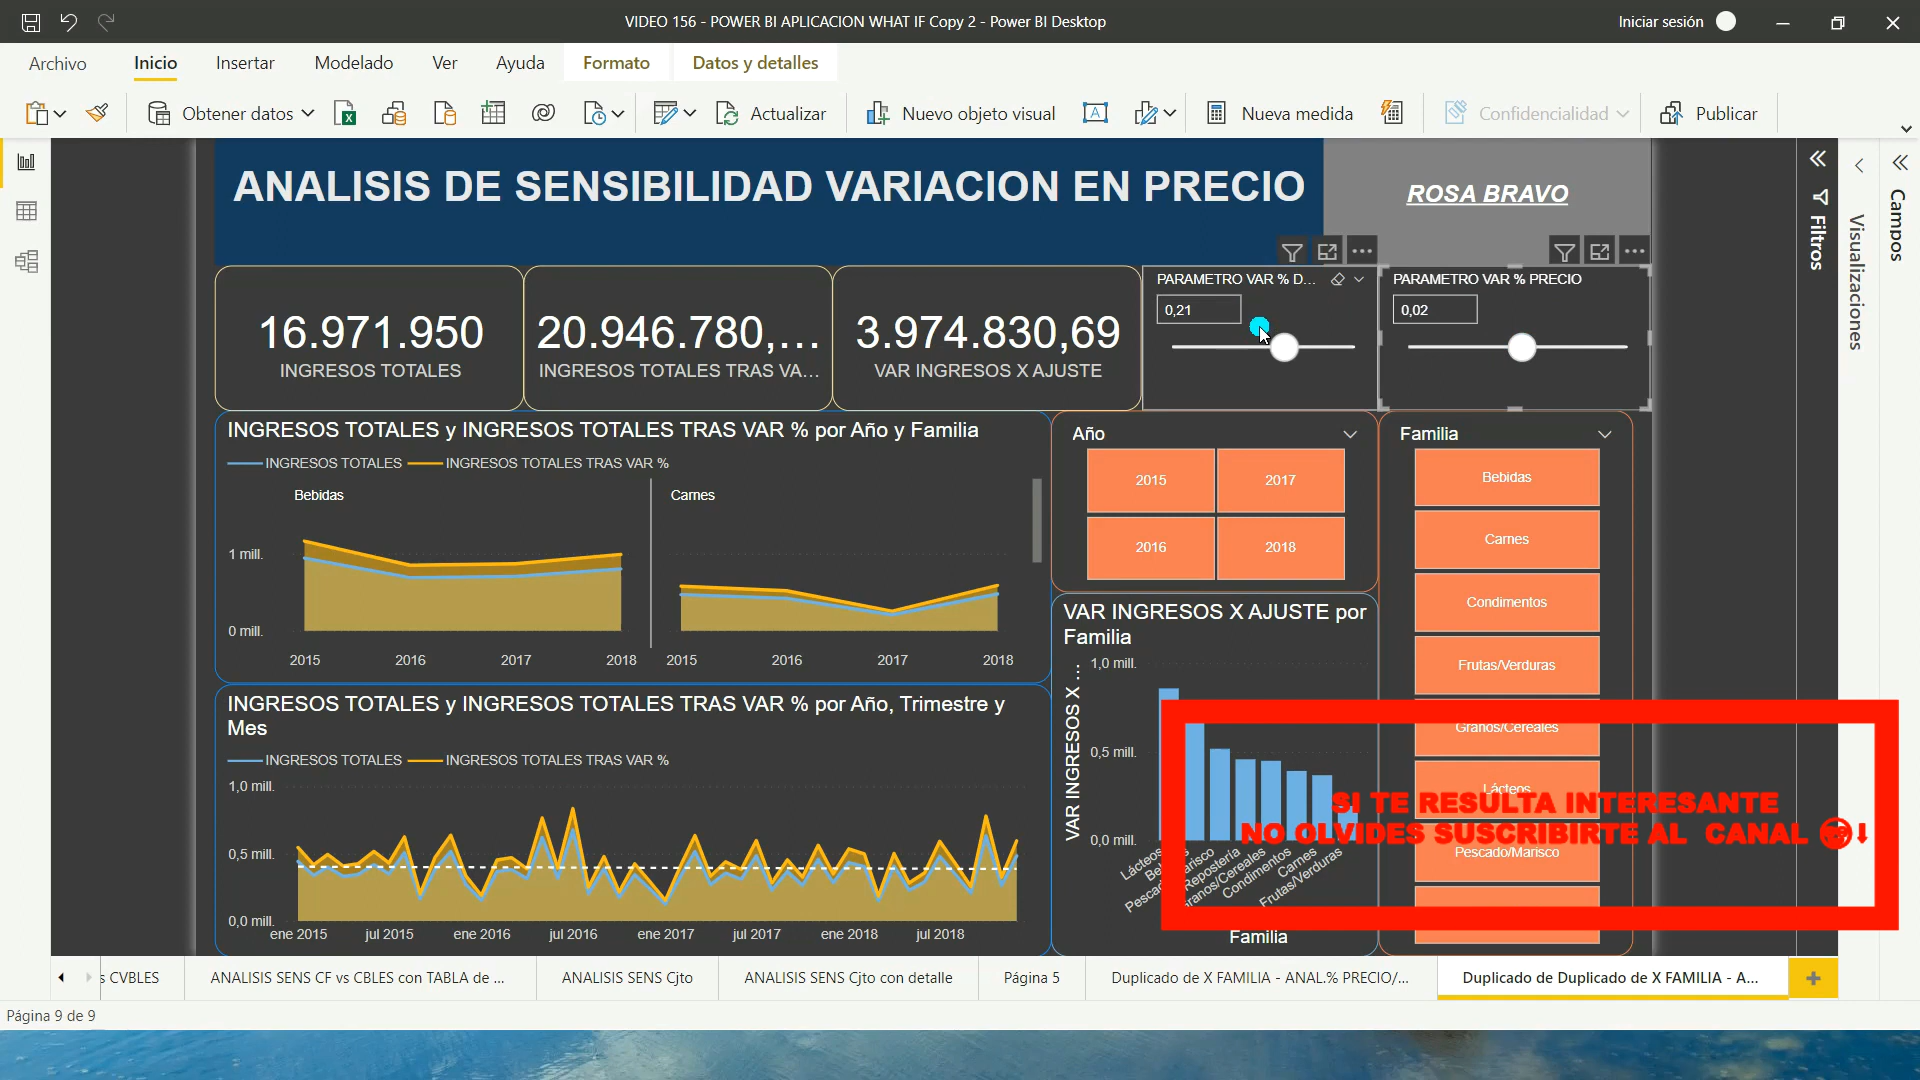 VIDEO 156 - POWER BI APLICACION WHAT IF Copy 2 - Power BI Desktop
Iniciar sesión
Archivo
Inicio
Insertar
Modelado
Ver
Ayuda
Formato
Datos y detalles
Obtener datos
Actualizar
Nuevo objeto visual
Nueva medida
Confidencialidad
Publicar
ANALISIS DE SENSIBILIDAD VARIACION EN PRECIO
ROSA BRAVO
Filtros
Visualizaciones
Campos
16.971.950
INGRESOS TOTALES
20.946.780,...
INGRESOS TOTALES TRAS VA...
3.974.830,69
VAR INGRESOS X AJUSTE
PARAMETRO VAR % D...
0,21
PARAMETRO VAR % PRECIO
0,02
INGRESOS TOTALES y INGRESOS TOTALES TRAS VAR % por Año y Familia
INGRESOS TOTALES
INGRESOS TOTALES TRAS VAR %
Bebidas
Carnes
1 mill.
0 mill.
2015
2016
2017
2018
2015
2016
2017
2018
Año
2015
2017
2016
2018
Familia
Bebidas
Carnes
Condimentos
Frutas/Verduras
Granos/Cereales
Lácteos
Pescado/Marisco
VAR INGRESOS X AJUSTE por
Familia
VAR INGRESOS X ...
1,0 mill.
0,5 mill.
0,0 mill.
Lácteos
Repostería
Condimentos
Carnes
Frutas/Verduras
Familia
SI TE RESULTA INTERESANTE
NO OLVIDES SUSCRIBIRTE AL CANAL
INGRESOS TOTALES y INGRESOS TOTALES TRAS VAR % por Año, Trimestre y
Mes
INGRESOS TOTALES
INGRESOS TOTALES TRAS VAR %
1,0 mill.
0,5 mill.
0,0 mill.
ene 2015
jul 2015
ene 2016
jul 2016
ene 2017
jul 2017
ene 2018
jul 2018
s CVBLES
ANALISIS SENS CF vs CBLES con TABLA de ...
ANALISIS SENS Cjto
ANALISIS SENS Cjto con detalle
Página 5
Duplicado de X FAMILIA - ANAL.% PRECIO/...
Duplicado de Duplicado de X FAMILIA - A...
Página 9 de 9